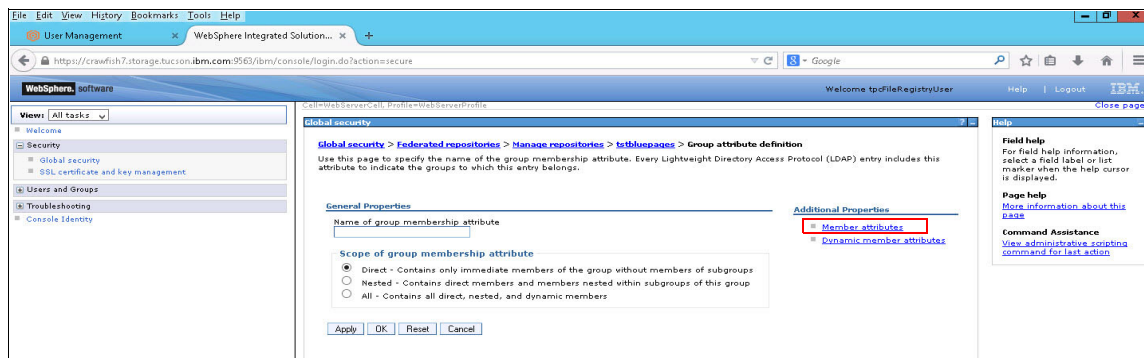 File Edit View History Bookmarks Tools Help
User Management × WebSphere Integrated Solution... × +
https://crawfish7.storage.tucson.ibm.com:9563/ibm/console/login.do?action=secure
Google
WebSphere. software
Welcome tpcFileRegistryUser
Help | Logout
IBM.
View: All tasks
Welcome
Security
Global security
SSL certificate and key management
Users and Groups
Troubleshooting
Console Identity
Cell=WebServerCell, Profile=WebServerProfile
Close page
Global security
? –
Global security > Federated repositories > Manage repositories > tstbluepages > Group attribute definition
Use this page to specify the name of the group membership attribute. Every Lightweight Directory Access Protocol (LDAP) entry includes this
attribute to indicate the groups to which this entry belongs.
General Properties
Name of group membership attribute
Scope of group membership attribute
Direct - Contains only immediate members of the group without members of subgroups
Nested - Contains direct members and members nested within subgroups of this group
All - Contains all direct, nested, and dynamic members
Apply OK Reset Cancel
Additional Properties
Member attributes
Dynamic member attributes
Help –
Field help
For field help information,
select a field label or list
marker when the help cursor
is displayed.
Page help
More information about this
page
Command Assistance
View administrative scripting
command for last action